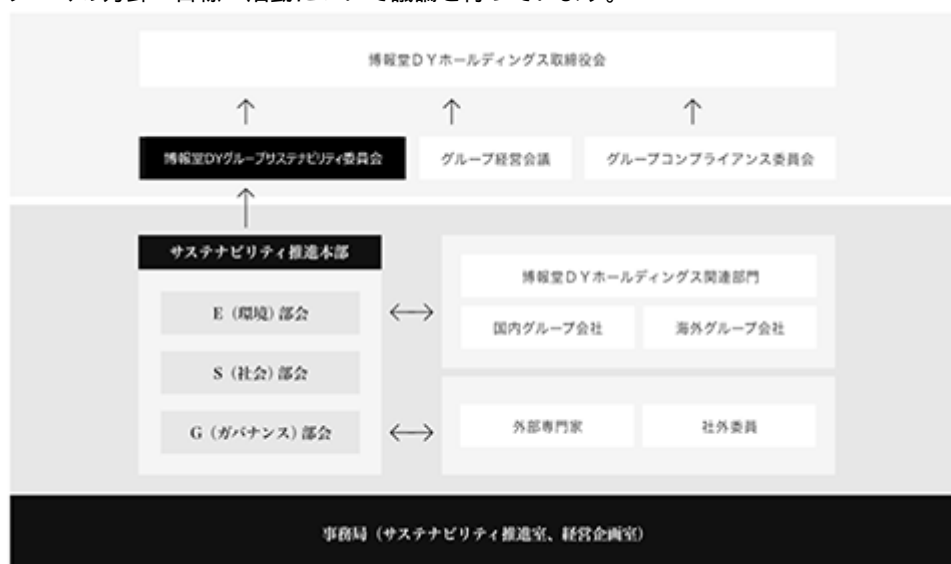 博報堂ＤＹホールディングス取締役会
博報堂DYグループサステナビリティ委員会
グループ経営会議
グループコンプライアンス委員会
サステナビリティ推進本部
E（環境）部会
S（社会）部会
G（ガバナンス）部会
博報堂ＤＹホールディングス関連部門
国内グループ会社
海外グループ会社
外部専門家
社外委員
事務局（サステナビリティ推進室、経営企画室）